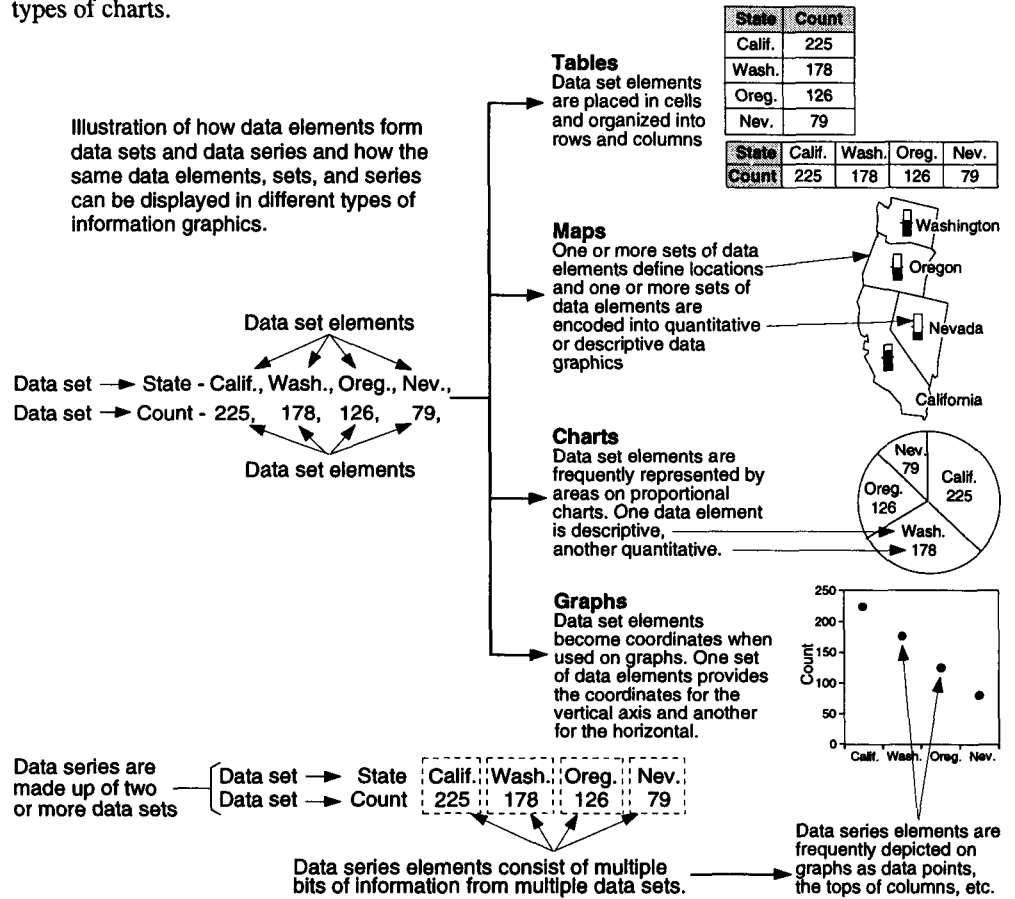 types of charts.
Illustration of how data elements form
data sets and data series and how the
same data elements, sets, and series
can be displayed in different types of
information graphics.
Data set elements
Data set State - Calif., Wash., Oreg., Nev.,
Data set Count - 225, 178, 126, 79,
Data set elements
Tables
Data set elements
are placed in cells
and organized into
rows and columns
State Count
Calif. 225
Wash. 178
Oreg. 126
Nev. 79
State Calif. Wash. Oreg. Nev.
Count 225 178 126 79
Maps
One or more sets of data
elements define locations
and one or more sets of
data elements are
encoded into quantitative
or descriptive data
graphics
Washington
Oregon
Nevada
California
Charts
Data set elements are
frequently represented by
areas on proportional
charts. One data element
is descriptive,
another quantitative.
Nev.
79
Calif.
225
Oreg.
126
Wash.
178
Graphs
Data set elements
become coordinates when
used on graphs. One set
of data elements provides
the coordinates for the
vertical axis and another
for the horizontal.
Count
250
200
150
100
50
0
Calif. Wash. Oreg. Nev.
Data series are
made up of two
or more data sets
Data set State Calif. Wash. Oreg. Nev.
Data set Count 225 178 126 79
Data series elements consist of multiple
bits of information from multiple data sets.
Data series elements are
frequently depicted on
graphs as data points,
the tops of columns, etc.